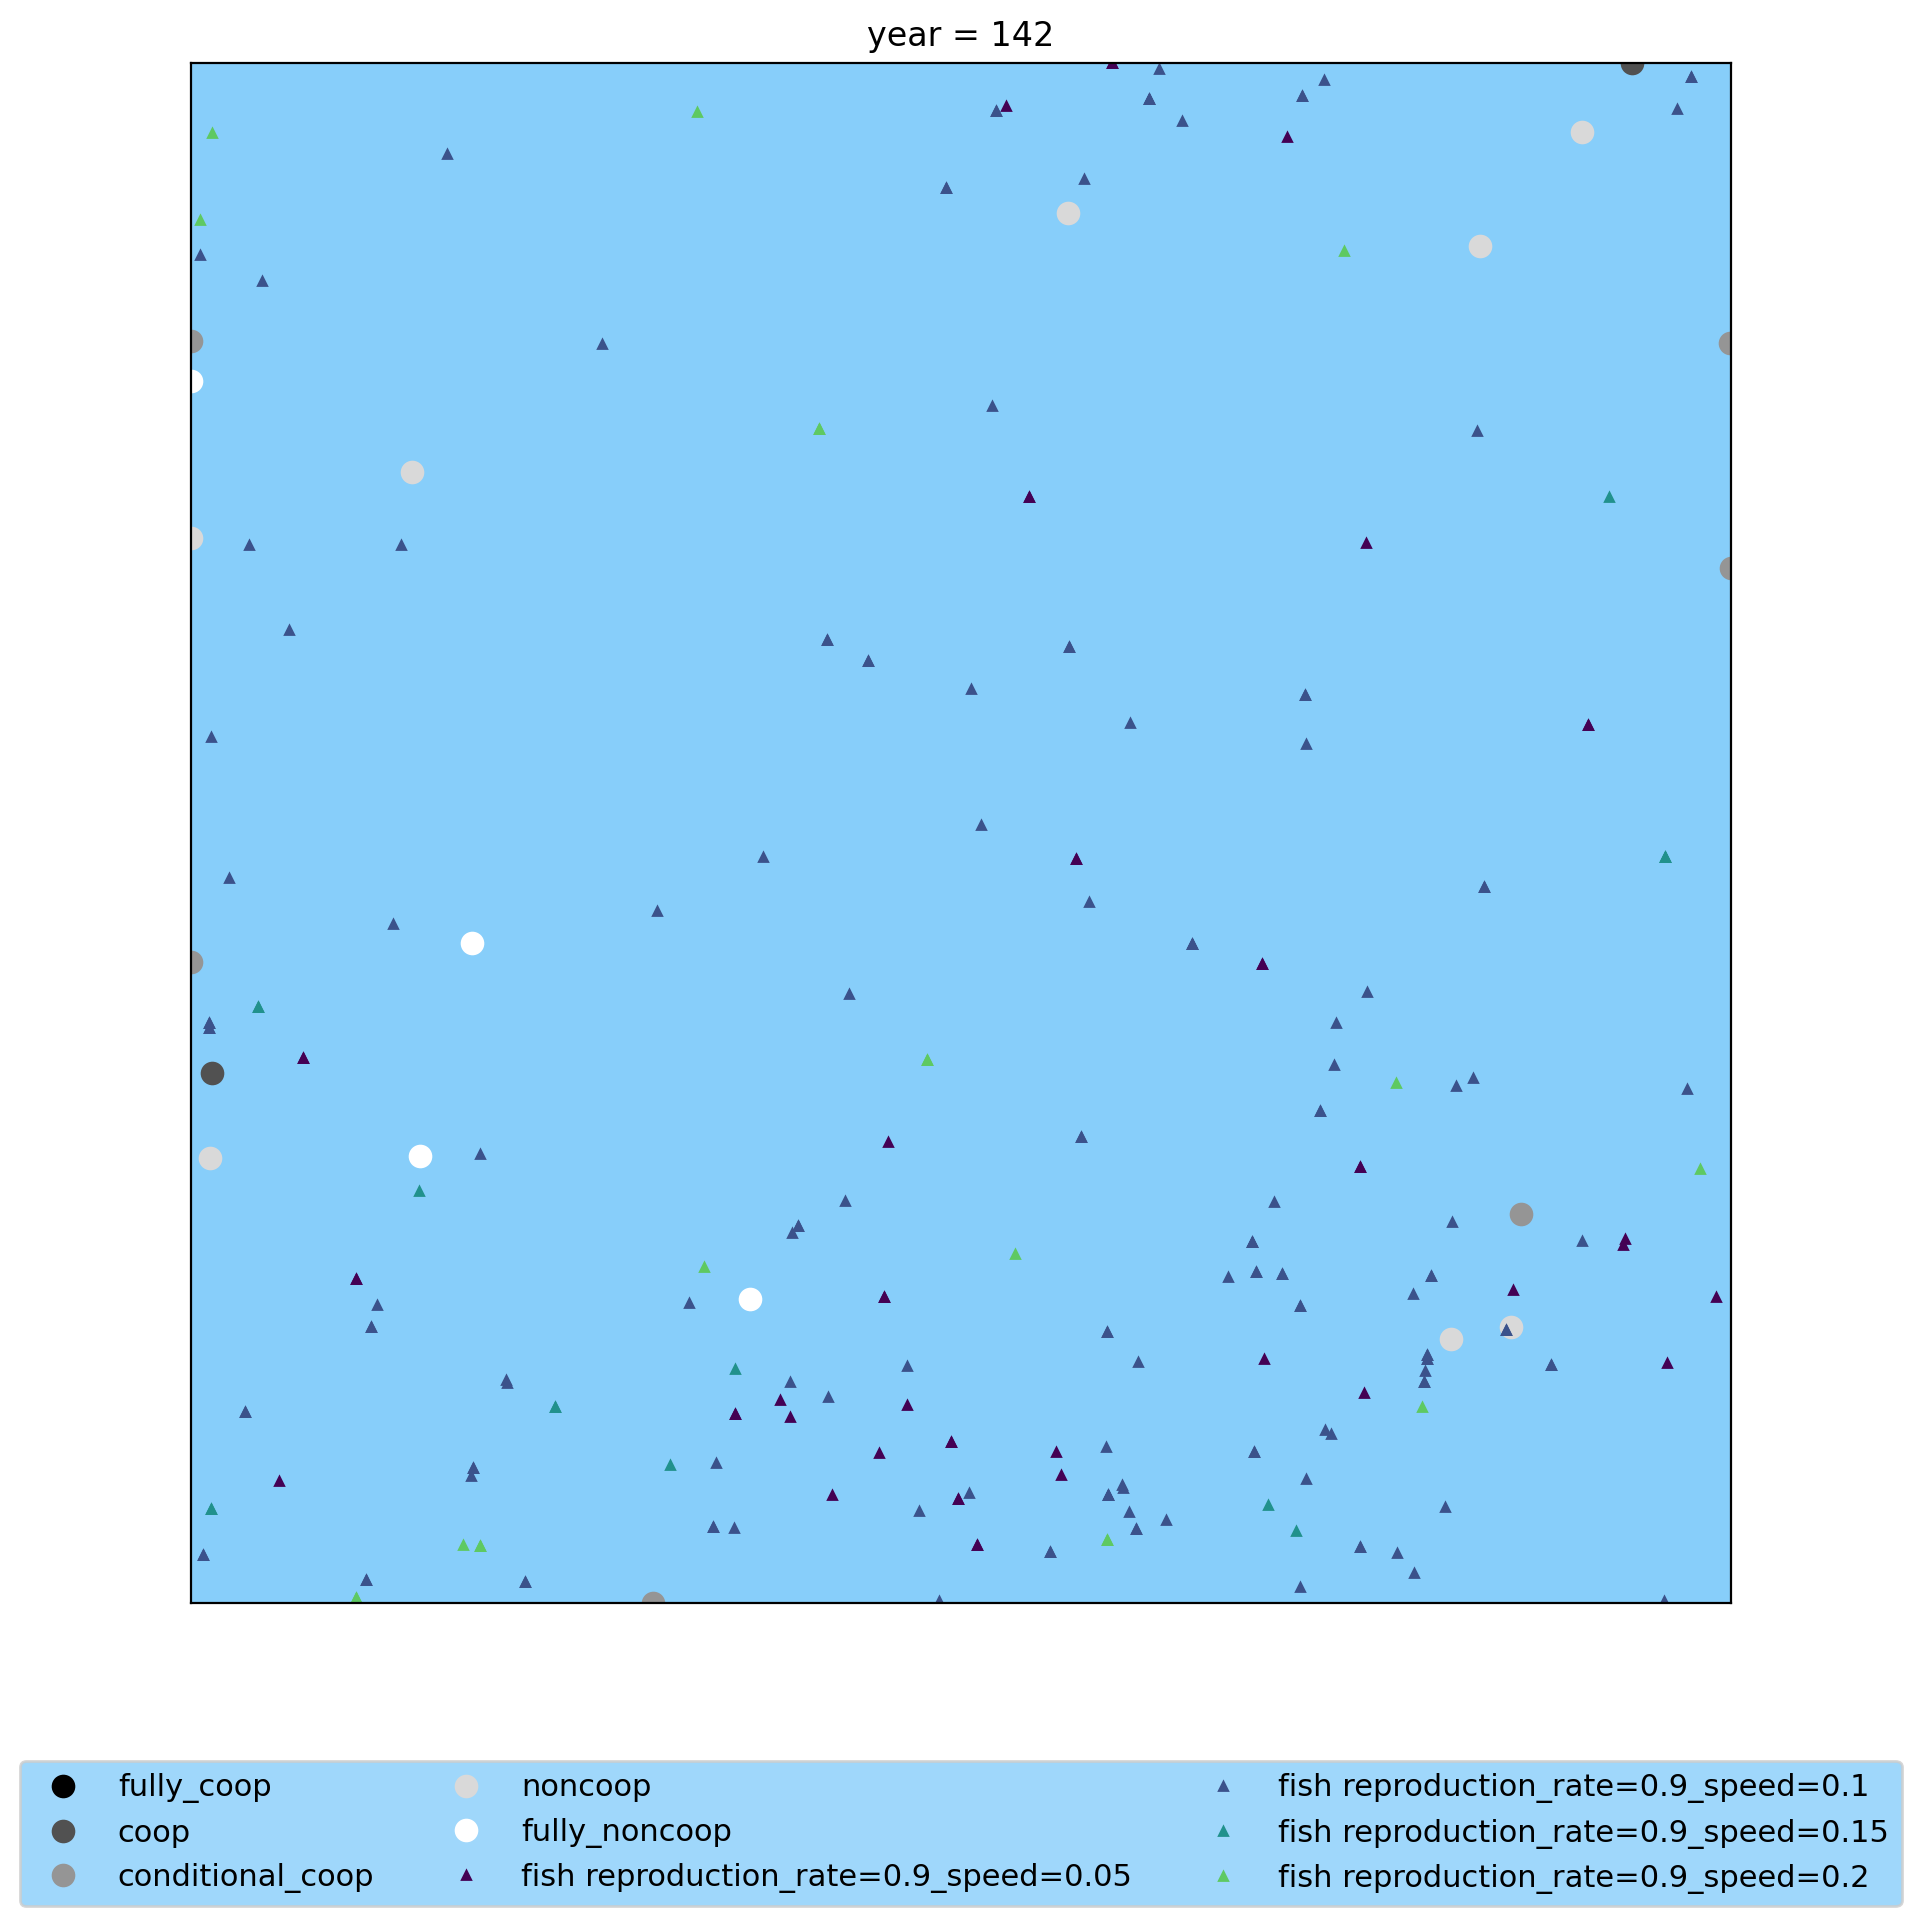 year = 142
fully_coop
coop
conditional_coop
noncoop
fully_noncoop
fish reproduction_rate=0.9_speed=0.05
fish reproduction_rate=0.9_speed=0.1
fish reproduction_rate=0.9_speed=0.15
fish reproduction_rate=0.9_speed=0.2